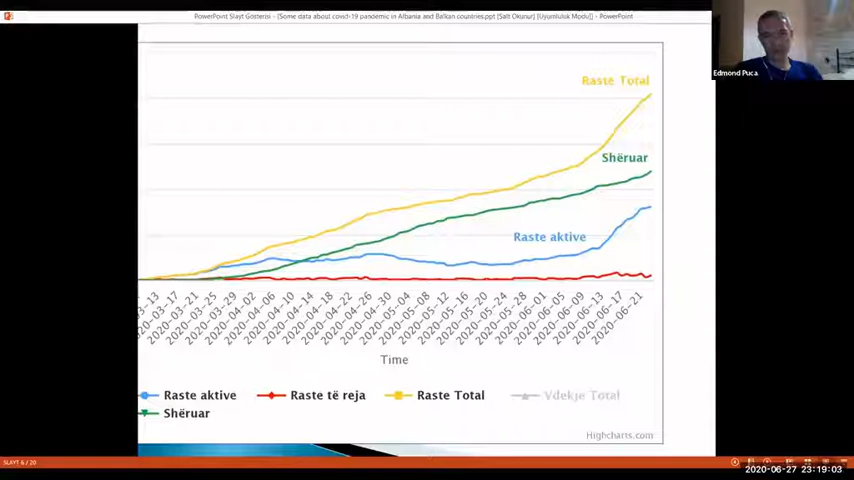 PowerPoint Slayt Gösterisi - [Some data about covid-19 pandemic in Albania and Balkan countries.ppt [Salt Okunur] [Uyumluluk Modu]] - PowerPoint
Edmond Puca
Raste Total
Shëruar
Raste aktive
2020-03-17
2020-03-21
2020-03-25
2020-03-29
2020-04-02
2020-04-06
2020-04-10
2020-04-14
2020-04-18
2020-04-22
2020-04-26
2020-04-30
2020-05-04
2020-05-08
2020-05-12
2020-05-16
2020-05-20
2020-05-24
2020-05-28
2020-06-01
2020-06-05
2020-06-09
2020-06-13
2020-06-17
2020-06-21
Time
Raste aktive
Raste të reja
Raste Total
Vdekje Total
Shëruar
Highcharts.com
SLAYT 6 / 20
2020-06-27 23:19:03